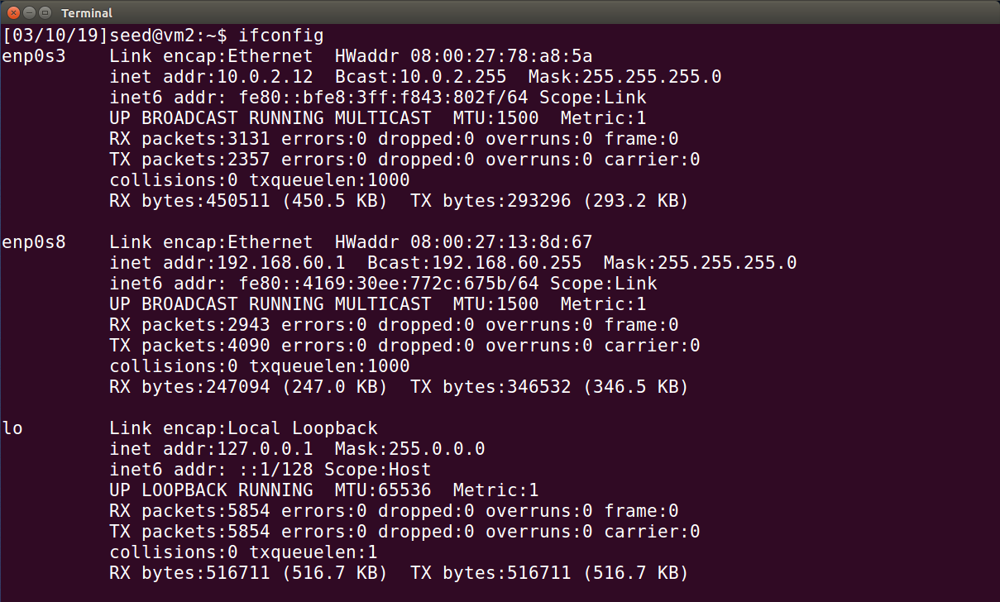 Terminal
[03/10/19]seed@vm2:~$ ifconfig
enp0s3    Link encap:Ethernet  HWaddr 08:00:27:78:a8:5a
          inet addr:10.0.2.12  Bcast:10.0.2.255  Mask:255.255.255.0
          inet6 addr: fe80::bfe8:3ff:f843:802f/64 Scope:Link
          UP BROADCAST RUNNING MULTICAST  MTU:1500  Metric:1
          RX packets:3131 errors:0 dropped:0 overruns:0 frame:0
          TX packets:2357 errors:0 dropped:0 overruns:0 carrier:0
          collisions:0 txqueuelen:1000
          RX bytes:450511 (450.5 KB)  TX bytes:293296 (293.2 KB)

enp0s8    Link encap:Ethernet  HWaddr 08:00:27:13:8d:67
          inet addr:192.168.60.1  Bcast:192.168.60.255  Mask:255.255.255.0
          inet6 addr: fe80::4169:30ee:772c:675b/64 Scope:Link
          UP BROADCAST RUNNING MULTICAST  MTU:1500  Metric:1
          RX packets:2943 errors:0 dropped:0 overruns:0 frame:0
          TX packets:4090 errors:0 dropped:0 overruns:0 carrier:0
          collisions:0 txqueuelen:1000
          RX bytes:247094 (247.0 KB)  TX bytes:346532 (346.5 KB)

lo        Link encap:Local Loopback
          inet addr:127.0.0.1  Mask:255.0.0.0
          inet6 addr: ::1/128 Scope:Host
          UP LOOPBACK RUNNING  MTU:65536  Metric:1
          RX packets:5854 errors:0 dropped:0 overruns:0 frame:0
          TX packets:5854 errors:0 dropped:0 overruns:0 carrier:0
          collisions:0 txqueuelen:1
          RX bytes:516711 (516.7 KB)  TX bytes:516711 (516.7 KB)